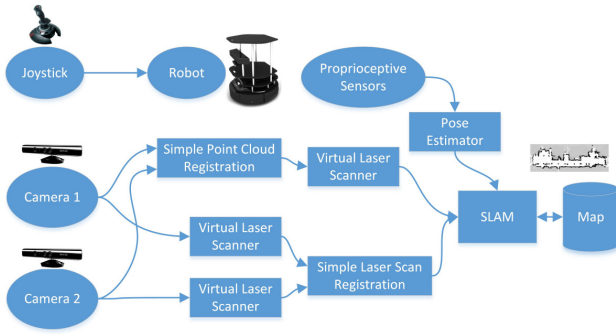 Joystick
Robot
Proprioceptive
Sensors
Pose
Estimator
Simple Point Cloud
Registration
Virtual Laser
Scanner
Camera 1
SLAM
Map
Virtual Laser
Scanner
Camera 2
Virtual Laser
Scanner
Simple Laser Scan
Registration